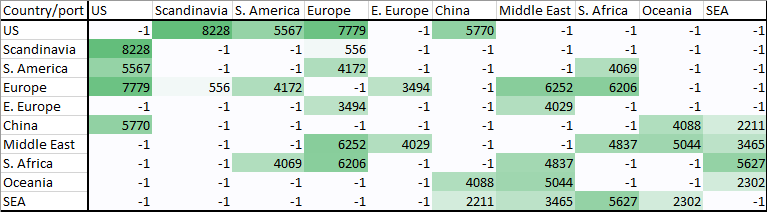 Country/port US Scandinavia S. America Europe E. Europe China Middle East S. Africa Oceania SEA
US -1 8228 5567 7779 -1 5770 -1 -1 -1 -1
Scandinavia 8228 -1 -1 556 -1 -1 -1 -1 -1 -1
S. America 5567 -1 -1 4172 -1 -1 -1 4069 -1 -1
Europe 7779 556 4172 -1 3494 -1 6252 6206 -1 -1
E. Europe -1 -1 -1 3494 -1 -1 4029 -1 -1 -1
China 5770 -1 -1 -1 -1 -1 -1 -1 4088 2211
Middle East -1 -1 -1 6252 4029 -1 -1 4837 5044 3465
S. Africa -1 -1 4069 6206 -1 -1 4837 -1 -1 5627
Oceania -1 -1 -1 -1 -1 4088 5044 -1 -1 2302
SEA -1 -1 -1 -1 -1 2211 3465 5627 2302 -1